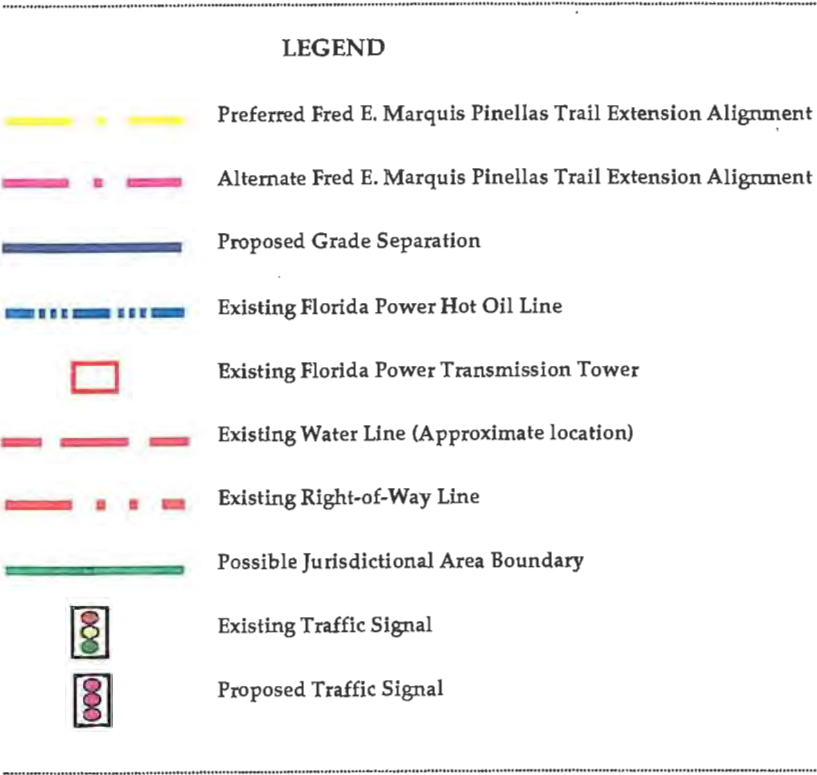 LEGEND
Preferred Fred E. Marquis Pinellas Trail Extension Alignment
Alternate Fred E. Marquis Pinellas Trail Extension Alignment
Proposed Grade Separation
Existing Florida Power Hot Oil Line
Existing Florida Power Transmission Tower
Existing Water Line (Approximate location)
Existing Right-of-Way Line
Possible Jurisdictional Area Boundary
Existing Traffic Signal
Proposed Traffic Signal